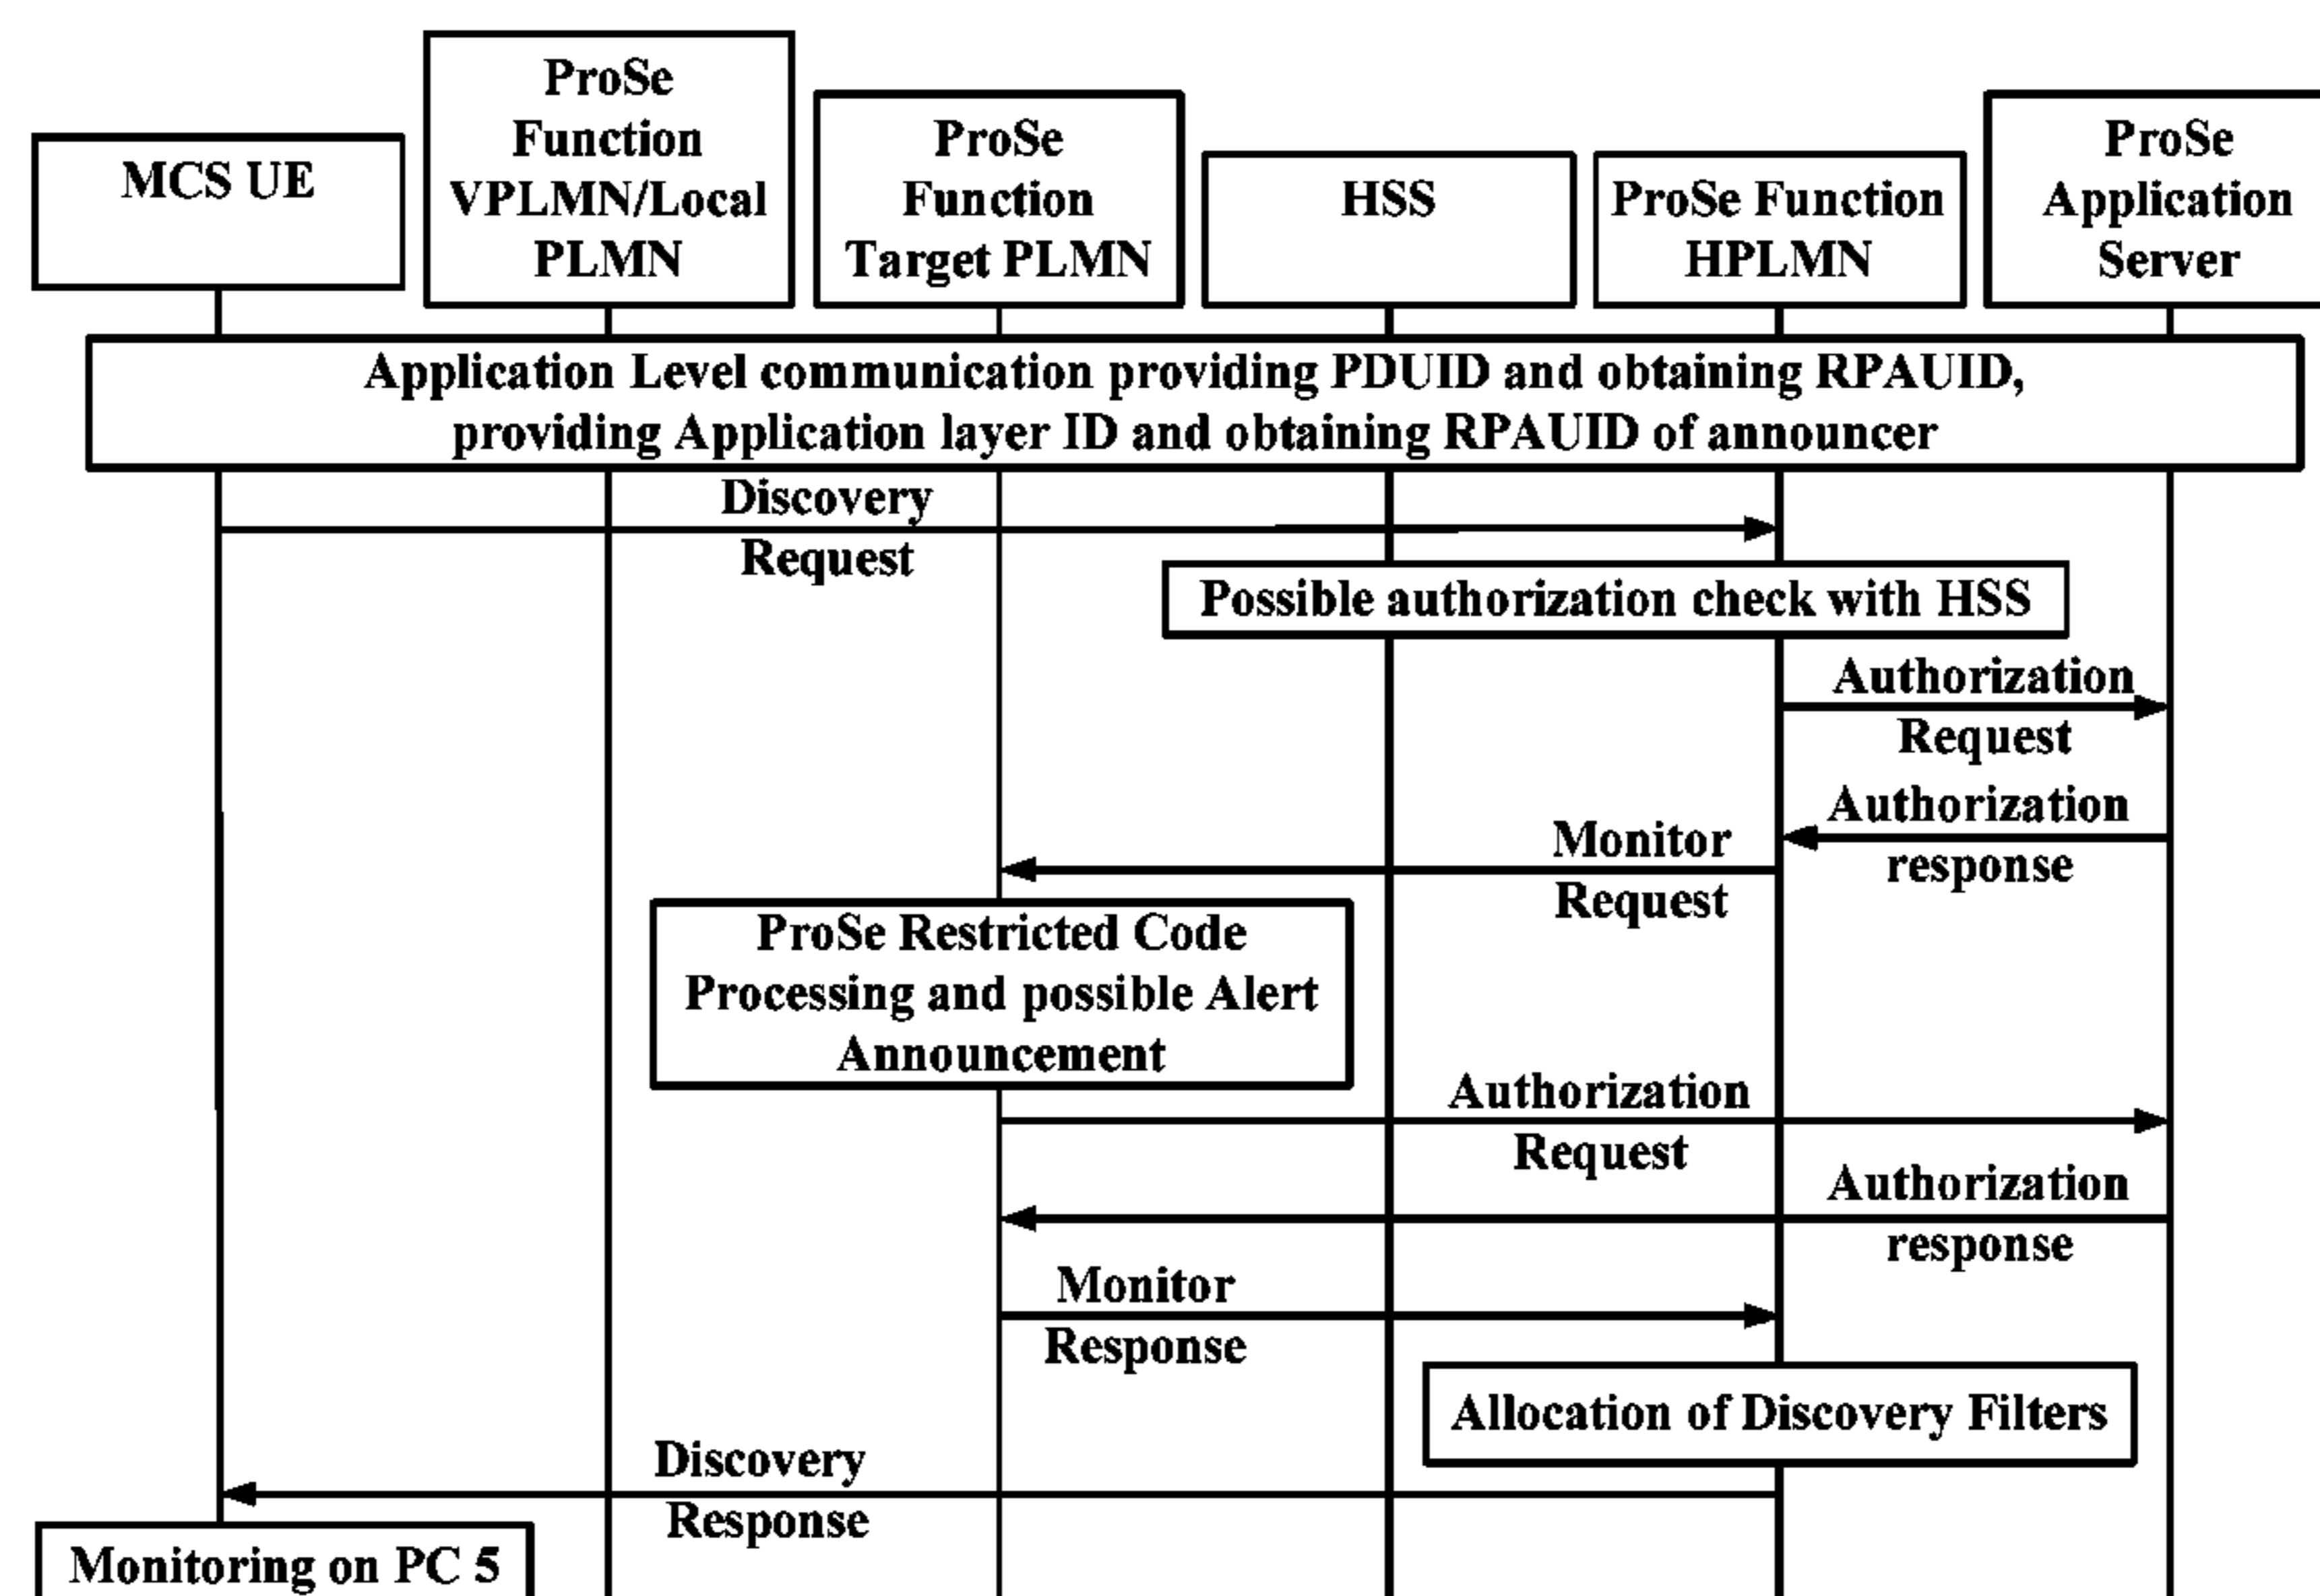 MCS UE
ProSe
Function
VPLMN/Local
PLMN
ProSe
Function
Target PLMN
HSS
ProSe Function
HPLMN
ProSe
Application
Server
Application Level communication providing PDUID and obtaining RPAUID,
providing Application layer ID and obtaining RPAUID of announcer
Discovery
Request
Possible authorization check with HSS
Authorization
Request
Authorization
response
Monitor
Request
ProSe Restricted Code
Processing and possible Alert
Announcement
Authorization
Request
Authorization
response
Monitor
Response
Allocation of Discovery Filters
Discovery
Response
Monitoring on PC 5